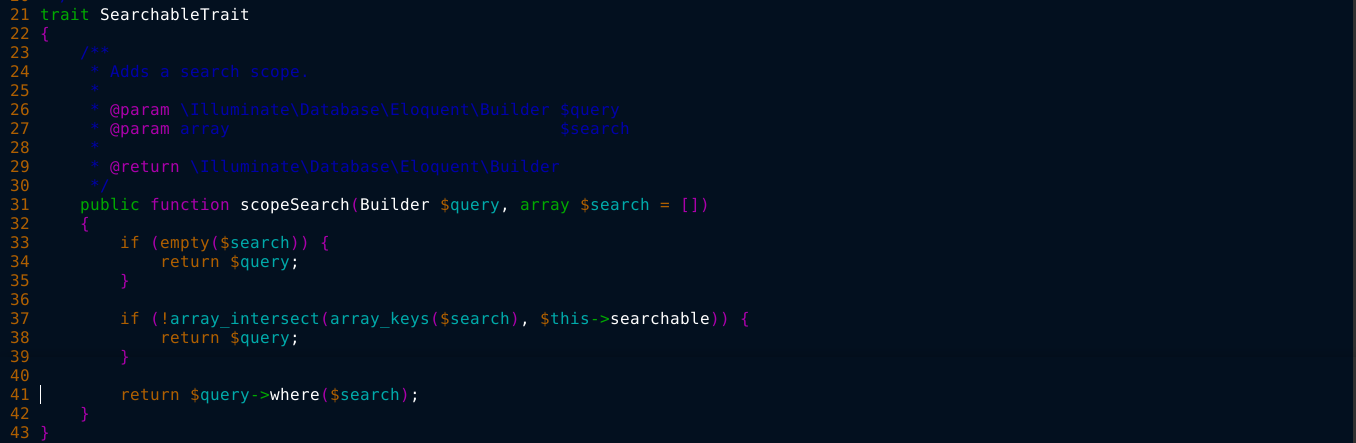 21 trait SearchableTrait
22 {
23     /**
24      * Adds a search scope.
25      *
26      * @param \Illuminate\Database\Eloquent\Builder $query
27      * @param array                                 $search
28      *
29      * @return \Illuminate\Database\Eloquent\Builder
30      */
31     public function scopeSearch(Builder $query, array $search = [])
32     {
33         if (empty($search)) {
34             return $query;
35         }
36
37         if (!array_intersect(array_keys($search), $this->searchable)) {
38             return $query;
39         }
40
41         return $query->where($search);
42     }
43 }